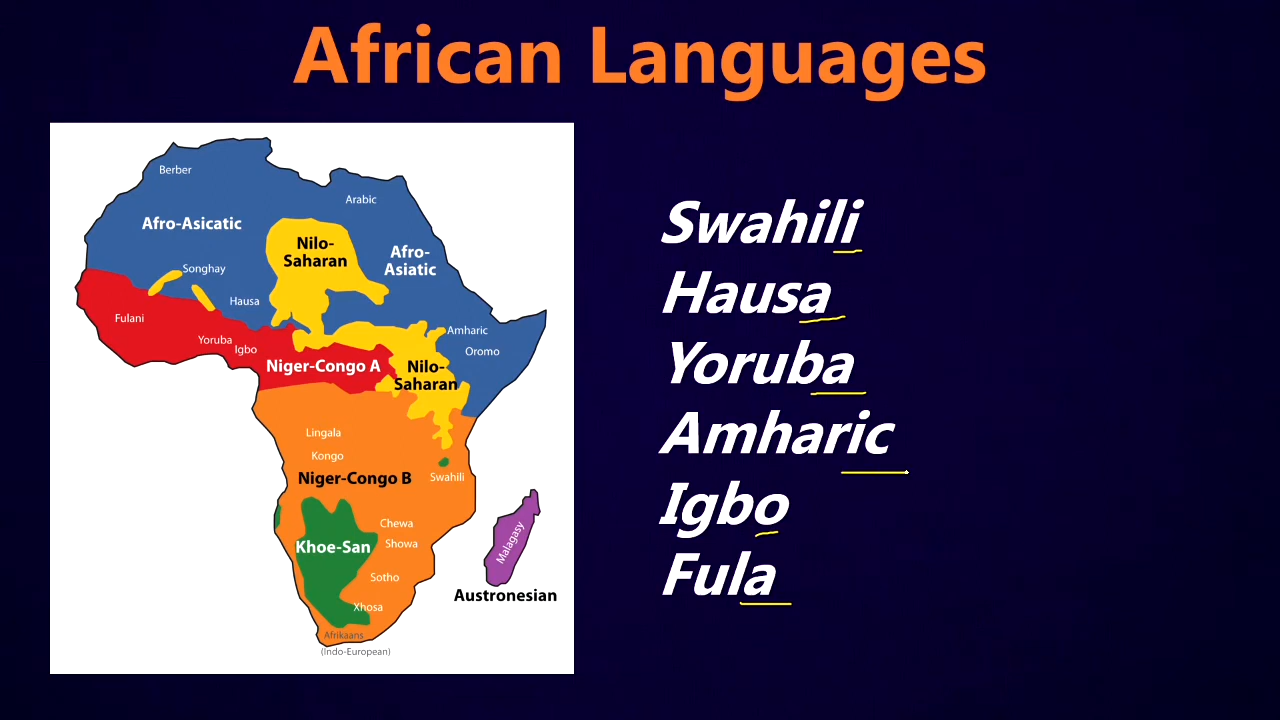 African Languages
Berber
Arabic
Afro-Asicatic
Nilo-
Saharan
Afro-
Asiatic
Songhay
Hausa
Fulani
Yoruba
Igbo
Amharic
Oromo
Niger-Congo A
Nilo-
Saharan
Lingala
Kongo
Niger-Congo B
Swahili
Chewa
Showa
Khoe-San
Sotho
Xhosa
Afrikaans
(Indo-European)
Malagasy
Austronesian
Swahili
Hausa
Yoruba
Amharic
Igbo
Fula